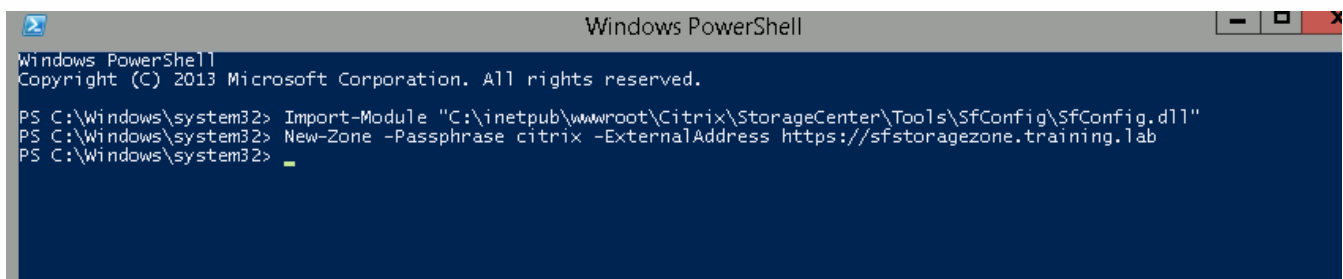 Windows PowerShell
Windows PowerShell
Copyright (C) 2013 Microsoft Corporation. All rights reserved.
PS C:\Windows\system32> Import-Module "C:\inetpub\wwwroot\Citrix\StorageCenter\Tools\SfConfig\SfConfig.dll"
PS C:\Windows\system32> New-Zone -Passphrase citrix -ExternalAddress https://sfstoragezone.training.lab
PS C:\Windows\system32>